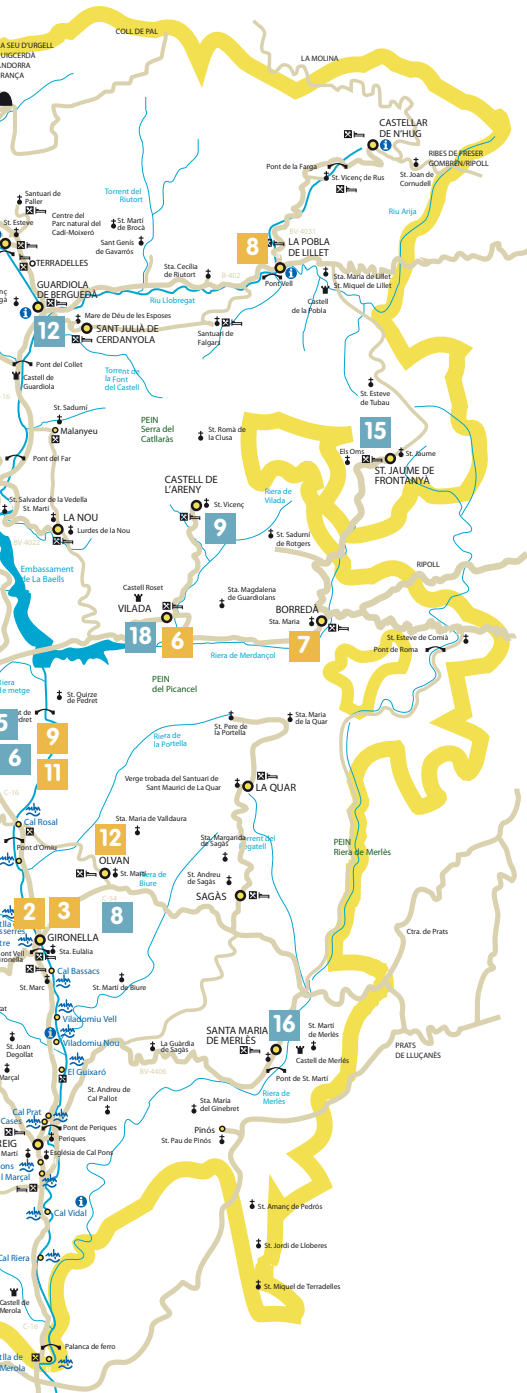 COLL DE PAL
A SEU D'URGELL
UIGCERDÀ
NDORRA
RANÇA
LA MOLINA
CASTELLAR
DE N'HUG
RIBES DE FRESER
GOMBREN/RIPOLL
Pont de la Farga
St. Vicenç de Rus
St. Joan de
Cornudell
Santuari de
Paller
Torrent del
Riutort
Riu Arija
St. Esteve
Centre del
Parc natural del
Cadí-Moixeró
St. Martí
de Brocà
Sant Genís
de Gavarrós
BV-4031
8
LA POBLA
DE LILLET
TERRADELLES
Sta. Cecília
de Riutort
B-402
Pont Vell
Sta. Maria de Lillet
St. Miquel de Lillet
GUARDIOLA
DE BERGUEDÀ
Riu Llobregat
Castell
de la Pobla
Mare de Déu de les Esposes
12
SANT JULIÀ DE
CERDANYOLA
Santuari de
Falgars
Pont del Collet
Castell de
Guardiola
Torrent de
la Font
del Castell
St. Esteve
de Tubau
St. Sadurní
Malanyeu
PEIN
Serra del
Catllaràs
St. Romà de
la Clusa
15
Els Oms
St. Jaume
ST. JAUME DE
FRONTANYÀ
Pont del Far
CASTELL DE
L'ARENY
St. Vicenç
Riera de
Vilada
St. Salvador de la Vedella
St. Martí
LA NOU
Lurdes de la Nou
BV-4022
9
St. Sadurní
de Rotgers
RIPOLL
Embassament
de La Baells
Castell Roset
VILADA
Sta. Magdalena
de Guardiolans
BORREDÀ
Sta. Maria
18
6
7
St. Esteve de Comià
Pont de Roma
Riera de Merdançol
PEIN
del Picancel
St. Quirze
de Pedret
9
6
11
Riera de
la Portella
St. Pere de
la Portella
Sta. Maria
de la Quar
Verge trobada del Santuari de
Sant Maurici de La Quar
LA QUAR
C-16
Cal Rosal
Pont d'Orniu
Sta. Maria de Valldaura
12
OLVAN
St. Martí
Riera de
Biure
Sta. Margarida
de Sagàs
St. Andreu
de Sagàs
SAGÀS
PEIN
Riera de Merlès
2
3
C-154
8
GIRONELLA
Sta. Eulàlia
Ctra. de Prats
Cal Bassacs
St. Marc
St. Martí de Biure
Viladomiu Vell
Viladomiu Nou
St. Joan
Degollat
La Guàrdia
de Sagàs
SANTA MARIA
DE MERLÈS
16
St. Martí
de Merlès
Castell de Merlès
PRATS
DE LLUÇANÈS
El Guixaró
BV-4406
Pont de St. Martí
St. Andreu de
Cal Pallot
Riera de
Merlès
Sta. Maria
del Ginebret
Cal Prat
Cases
Pont de Periques
Periques
Pinós
St. Pau de Pinós
REIG
Martí
Església de Cal Pons
ons
l Marçal
Cal Vidal
St. Amanç de Pedrós
Cal Riera
St. Jordi de Lloberes
Castell de
Merola
St. Miquel de Terradelles
C-16
Palanca de ferro
tlla de
Merola